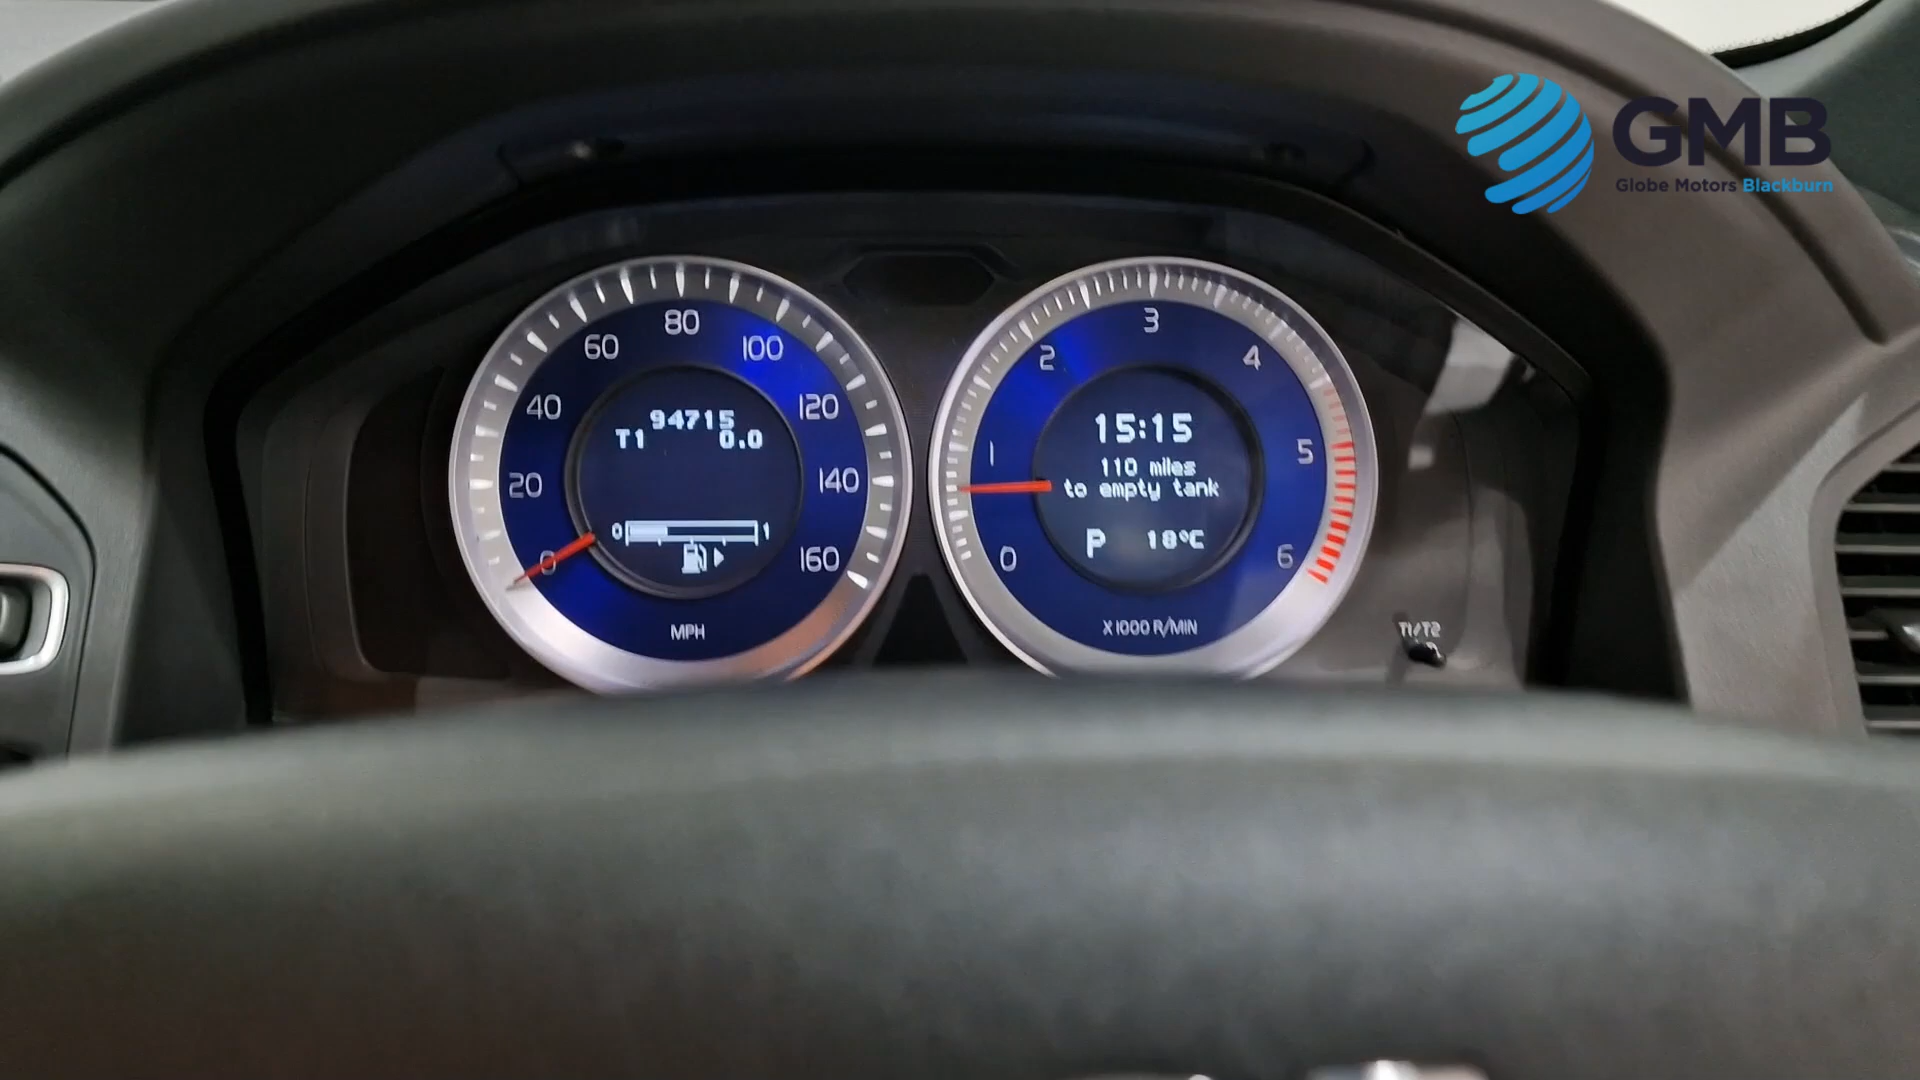 GMB
Globe Motors Blackburn
0
20
40
60
80
100
120
140
160
94715
T1 0.0
0 1
MPH
0
1
2
3
4
5
6
15:15
110 miles
to empty tank
P 18°C
X 1000 R/MIN
T1/T2